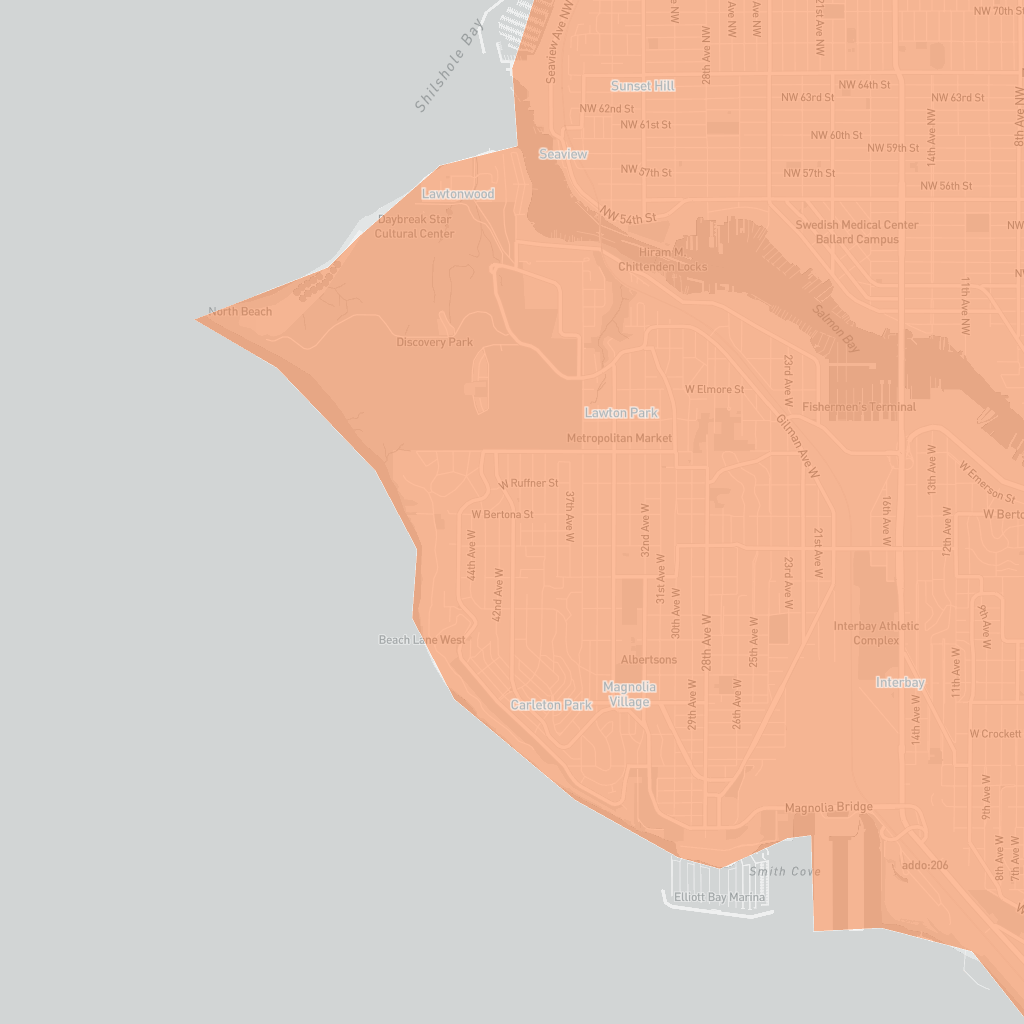 Shilshole Bay
Seaview Ave NW
28th Ave NW
21st Ave NW
NW 70th St
Sunset Hill
NW 64th St
NW 63rd St
NW 63rd St
NW 62nd St
NW 61st St
8th Ave NW
14th Ave NW
NW 60th St
NW 59th St
Seaview
NW 57th St
NW 57th St
NW 56th St
Lawtonwood
Daybreak Star
Cultural Center
NW 54th St
Swedish Medical Center
Ballard Campus
Hiram M.
Chittenden Locks
11th Ave NW
North Beach
Salmon Bay
Discovery Park
23rd Ave W
W Elmore St
Lawton Park
Fishermen's Terminal
Metropolitan Market
Gilman Ave W
13th Ave W
W Emerson St
W Ruffner St
37th Ave W
W Bertona St
32nd Ave W
16th Ave W
12th Ave W
44th Ave W
42nd Ave W
31st Ave W
30th Ave W
21st Ave W
23rd Ave W
Beach Lane West
28th Ave W
25th Ave W
Interbay Athletic
Complex
9th Ave W
Albertsons
11th Ave W
Interbay
Magnolia
Village
Carleton Park
29th Ave W
26th Ave W
14th Ave W
W Crockett
9th Ave W
Magnolia Bridge
8th Ave W
7th Ave W
addo:206
Smith Cove
Elliott Bay Marina